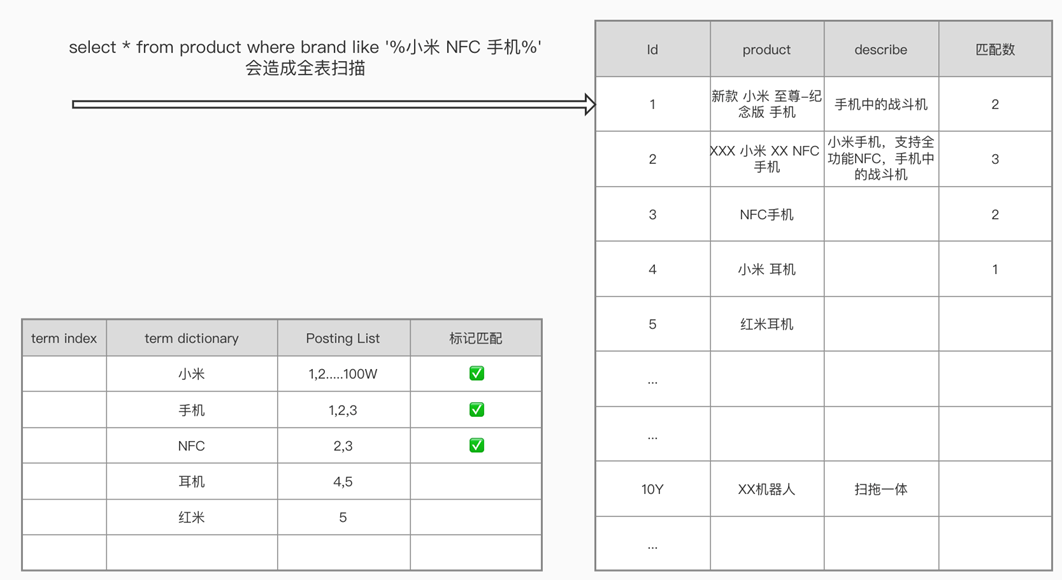 select * from product where brand like '%小米 NFC 手机%'
会造成全表扫描
Id product describe 匹配数
1 新款 小米 至尊-纪念版 手机 手机中的战斗机 2
2 XXX 小米 XX NFC 手机 小米手机，支持全功能NFC，手机中的战斗机 3
3 NFC手机 2
4 小米 耳机 1
5 红米耳机
...
...
10Y XX机器人 扫拖一体
...
term index term dictionary Posting List 标记匹配
小米 1,2.....100W ✅
手机 1,2,3 ✅
NFC 2,3 ✅
耳机 4,5
红米 5